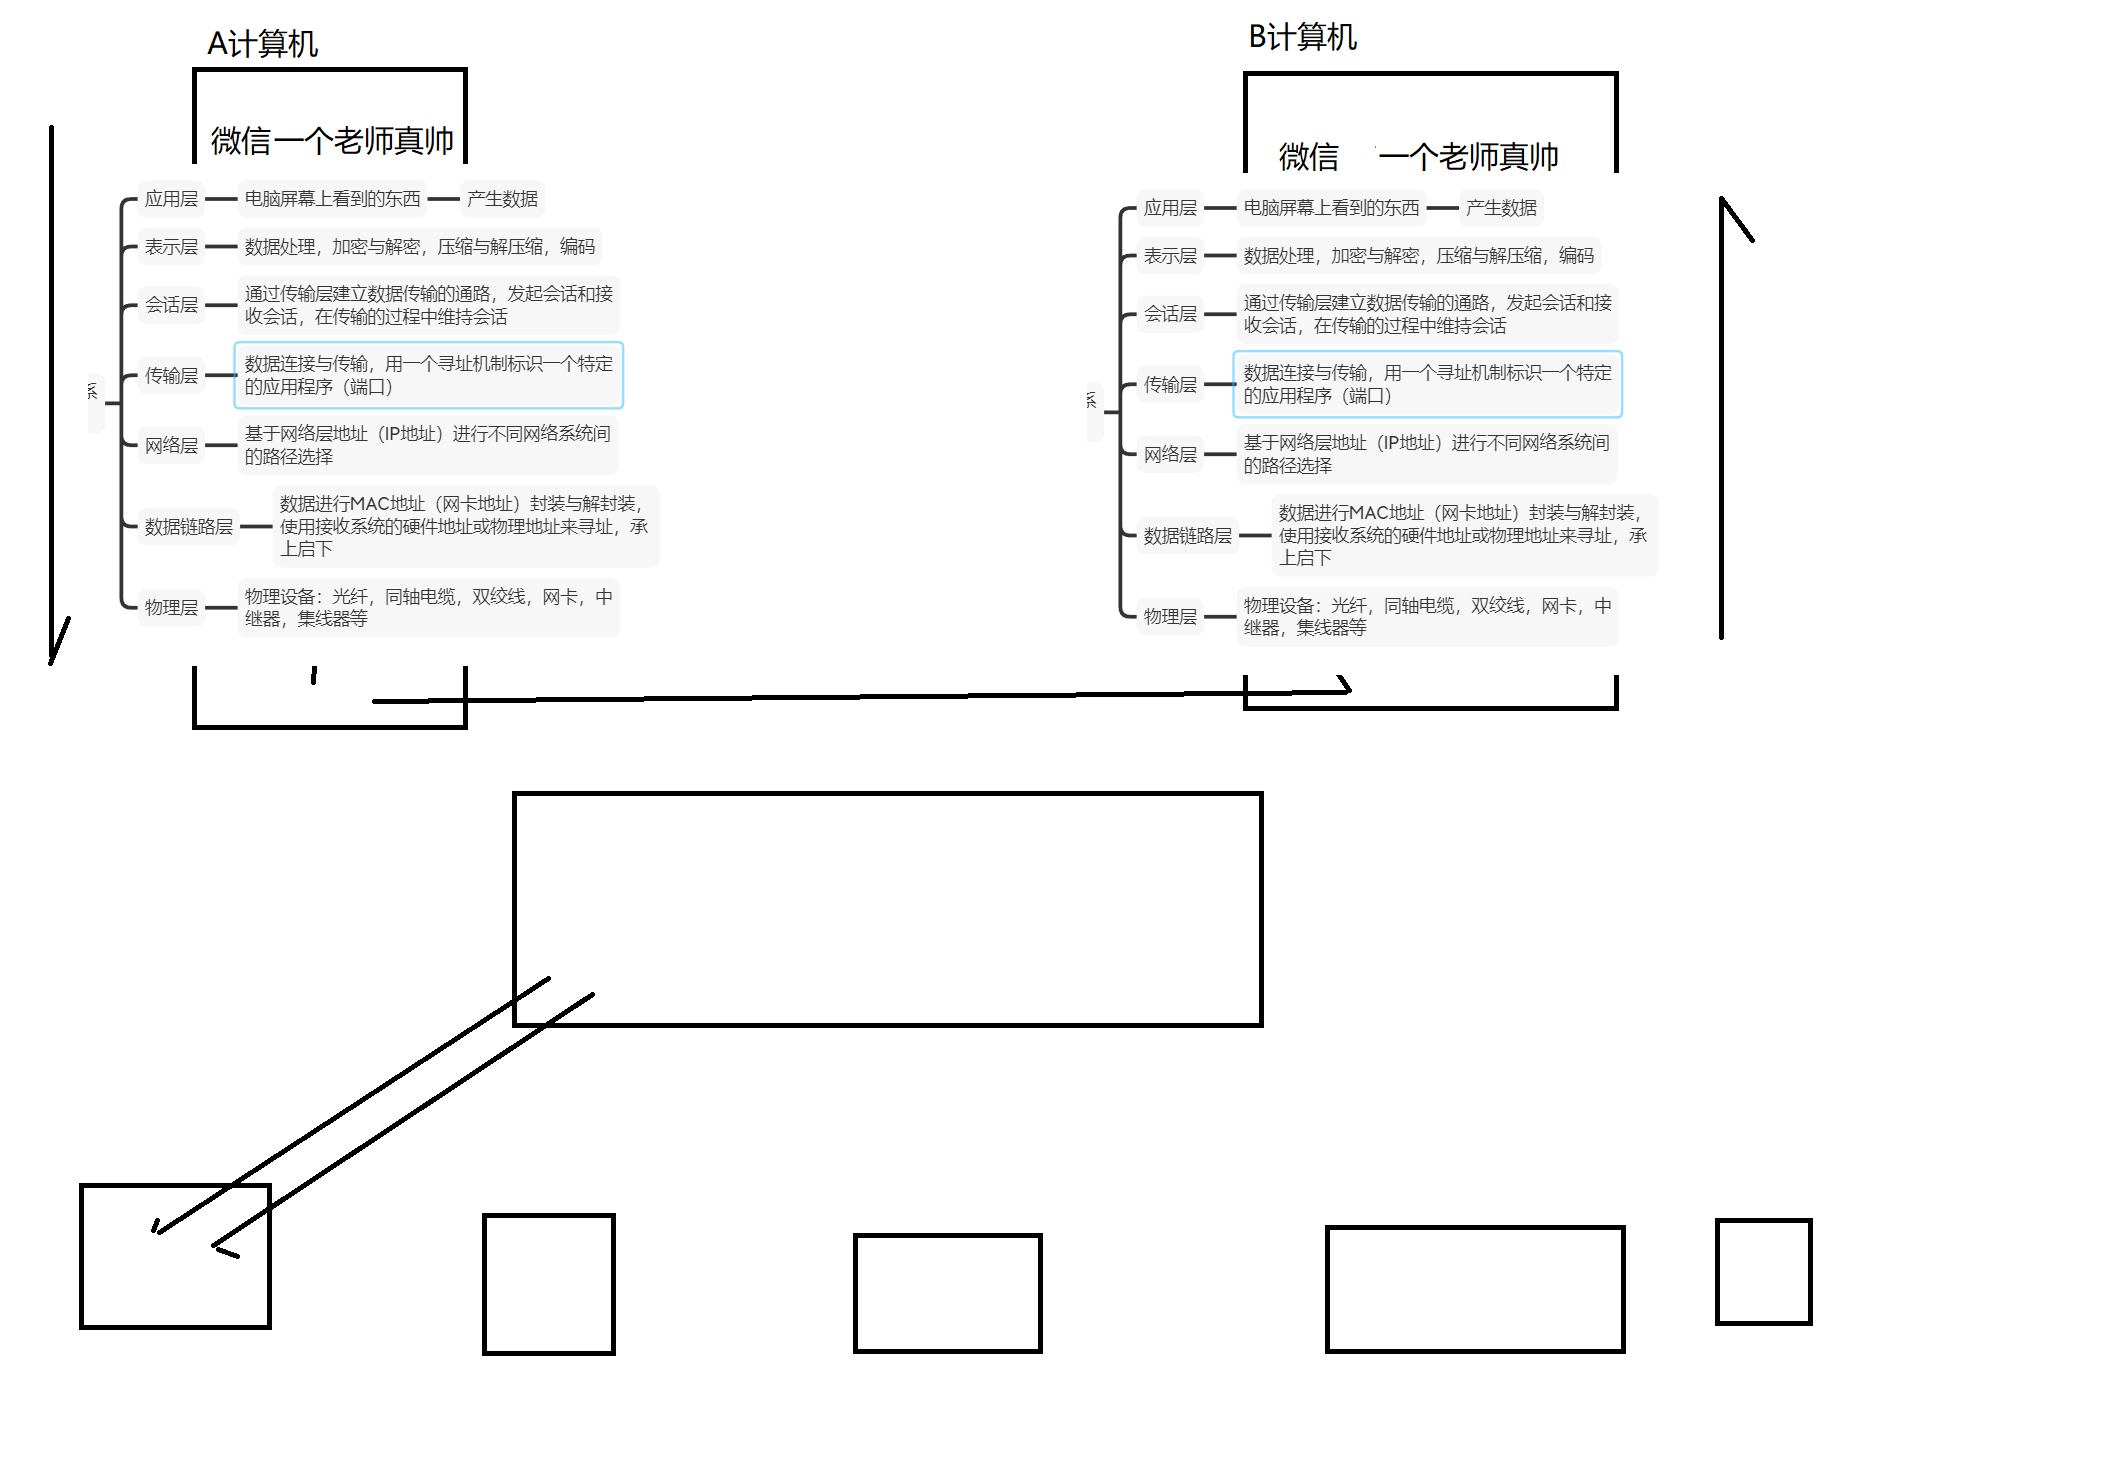 A计算机
微信一个老师真帅
应用层
电脑屏幕上看到的东西
产生数据
表示层
数据处理，加密与解密，压缩与解压缩，编码
会话层
通过传输层建立数据传输的通路，发起会话和接
收会话，在传输的过程中维持会话
传输层
数据连接与传输，用一个寻址机制标识一个特定
的应用程序（端口）
系
网络层
基于网络层地址（IP地址）进行不同网络系统间
的路径选择
数据链路层
数据进行MAC地址（网卡地址）封装与解封装，
使用接收系统的硬件地址或物理地址来寻址，承
上启下
物理层
物理设备：光纤，同轴电缆，双绞线，网卡，中
继器，集线器等
B计算机
微信 一个老师真帅
应用层
电脑屏幕上看到的东西
产生数据
表示层
数据处理，加密与解密，压缩与解压缩，编码
会话层
通过传输层建立数据传输的通路，发起会话和接
收会话，在传输的过程中维持会话
传输层
数据连接与传输，用一个寻址机制标识一个特定
的应用程序（端口）
系
网络层
基于网络层地址（IP地址）进行不同网络系统间
的路径选择
数据链路层
数据进行MAC地址（网卡地址）封装与解封装，
使用接收系统的硬件地址或物理地址来寻址，承
上启下
物理层
物理设备：光纤，同轴电缆，双绞线，网卡，中
继器，集线器等